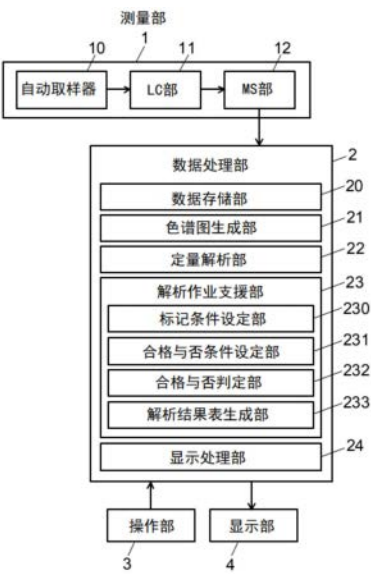 测量部
1
10
11
12
自动取样器
LC部
MS部
数据处理部
2
数据存储部
20
色谱图生成部
21
定量解析部
22
解析作业支援部
23
标记条件设定部
230
合格与否条件设定部
231
合格与否判定部
232
解析结果表生成部
233
显示处理部
24
操作部
显示部
3
4